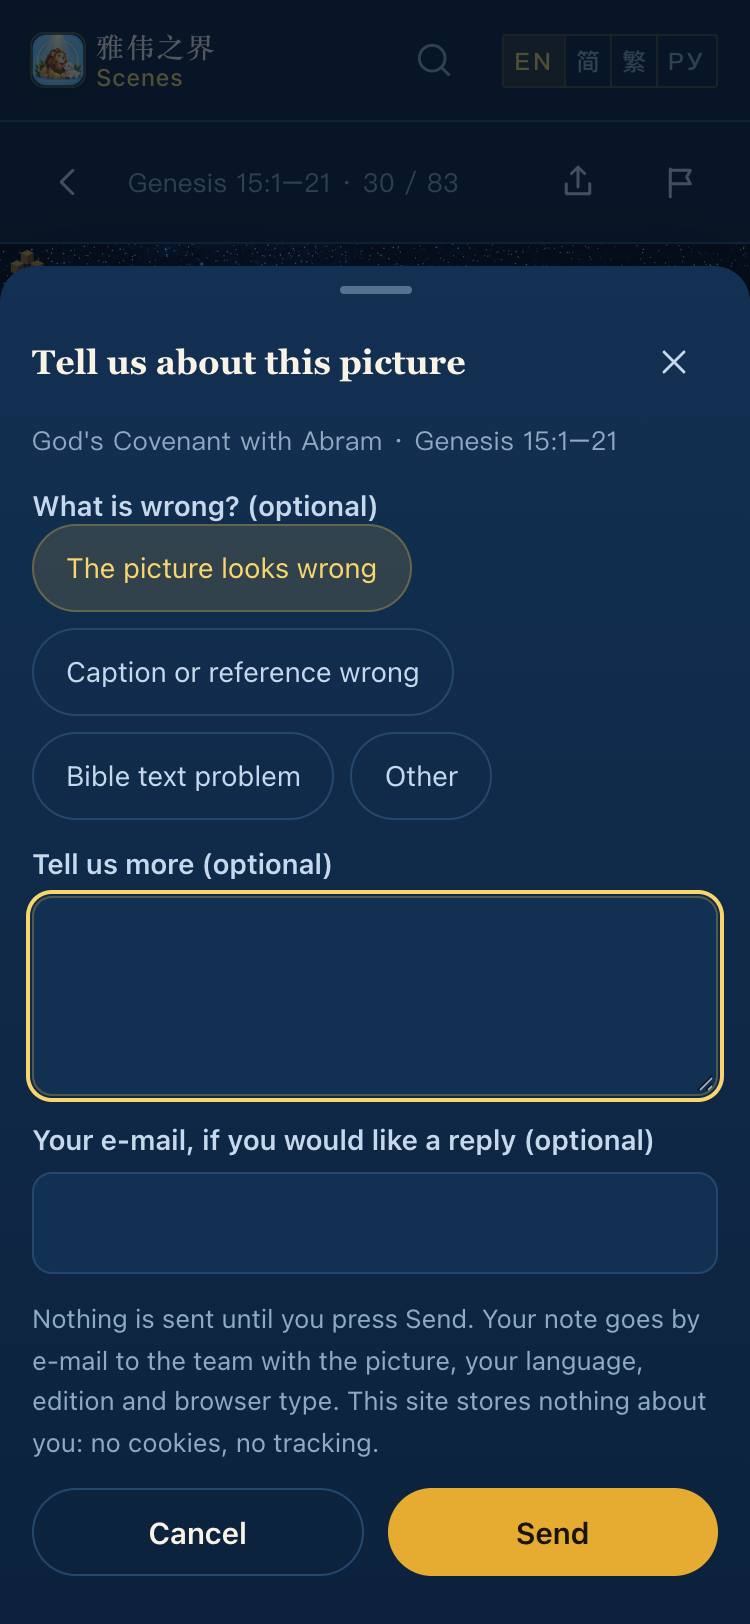 雅伟之界
Scenes
EN 简 繁 РУ
Genesis 15:1—21 · 30 / 83
Tell us about this picture
God's Covenant with Abram · Genesis 15:1—21
What is wrong? (optional)
The picture looks wrong
Caption or reference wrong
Bible text problem
Other
Tell us more (optional)
Your e-mail, if you would like a reply (optional)
Nothing is sent until you press Send. Your note goes by
e-mail to the team with the picture, your language,
edition and browser type. This site stores nothing about
you: no cookies, no tracking.
Cancel
Send